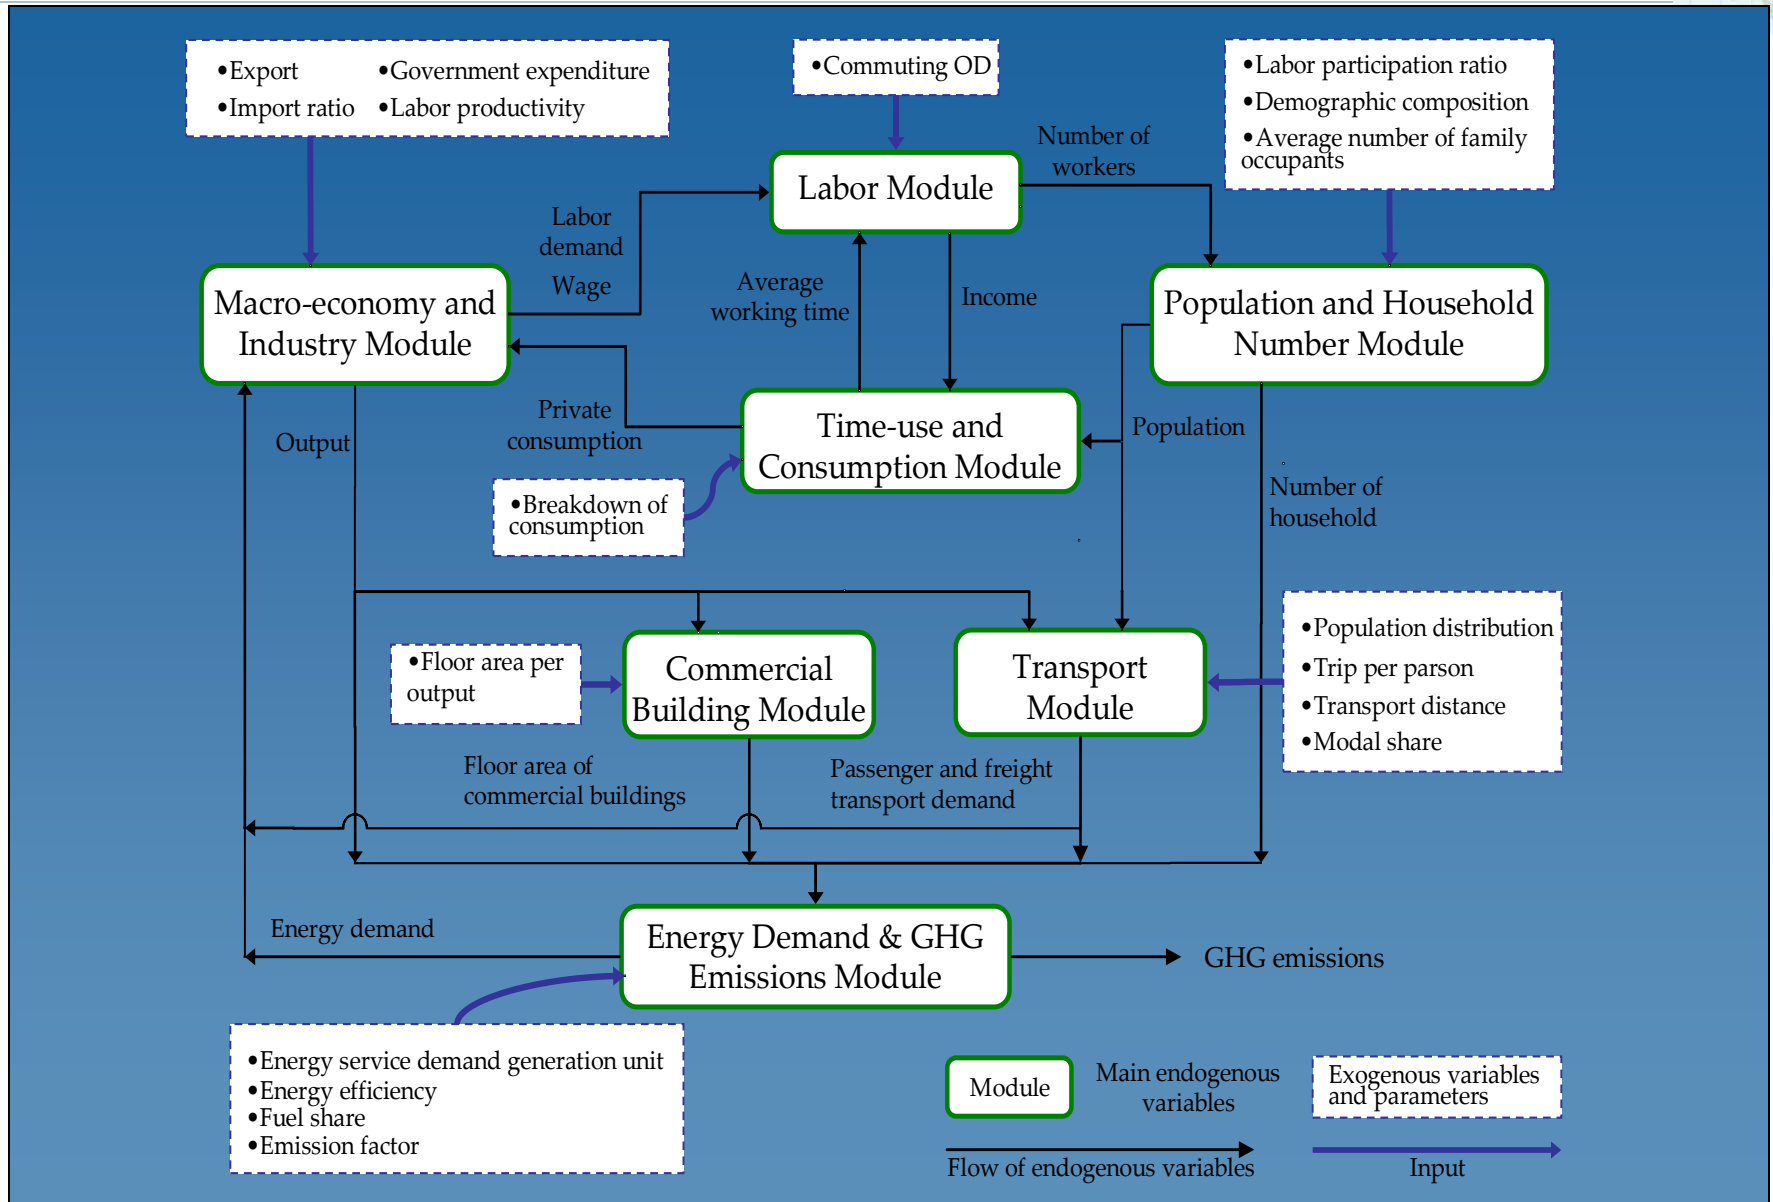 •Export •Government expenditure
•Import ratio •Labor productivity
•Commuting OD
•Labor participation ratio
•Demographic composition
•Average number of family
occupants
Number of
workers
Labor Module
Labor
demand
Wage
Average
working time
Income
Macro-economy and
Industry Module
Population and Household
Number Module
Private
consumption
Output
Time-use and
Consumption Module
Population
•Breakdown of
consumption
Number of
household
•Floor area per
output
Commercial
Building Module
Transport
Module
•Population distribution
•Trip per parson
•Transport distance
•Modal share
Floor area of
commercial buildings
Passenger and freight
transport demand
Energy demand
Energy Demand & GHG
Emissions Module
GHG emissions
•Energy service demand generation unit
•Energy efficiency
•Fuel share
•Emission factor
Module
Main endogenous
variables
Exogenous variables
and parameters
Flow of endogenous variables
Input